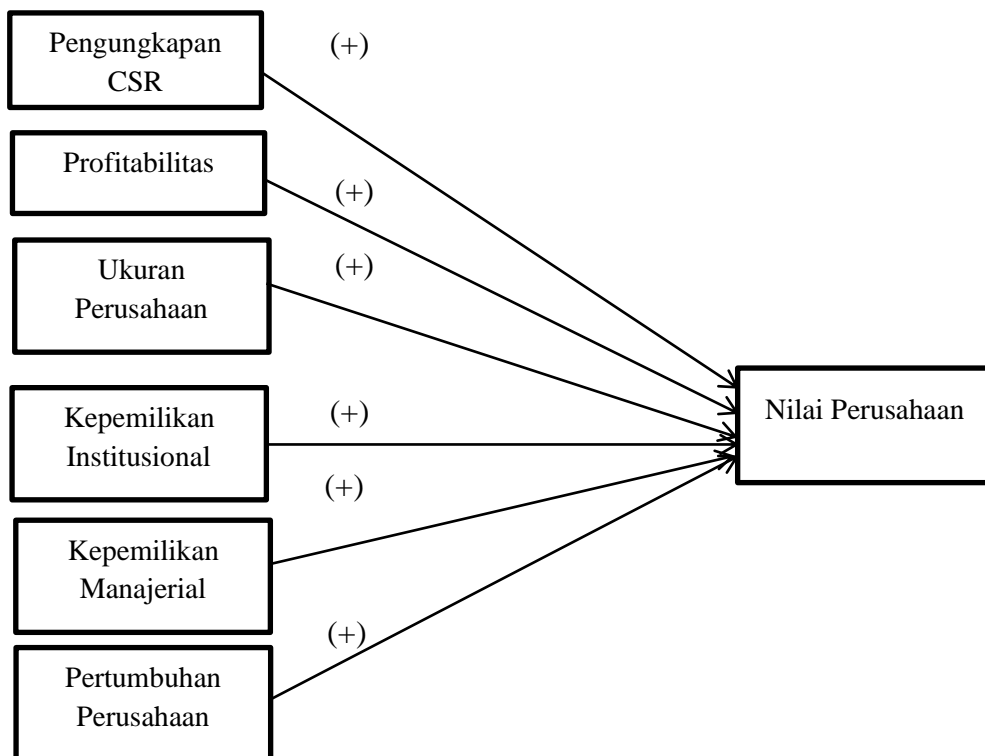 Pengungkapan
CSR
(+)
Profitabilitas
(+)
Ukuran
Perusahaan
(+)
Kepemilikan
Institusional
(+)
Kepemilikan
Manajerial
(+)
Pertumbuhan
Perusahaan
(+)
Nilai Perusahaan